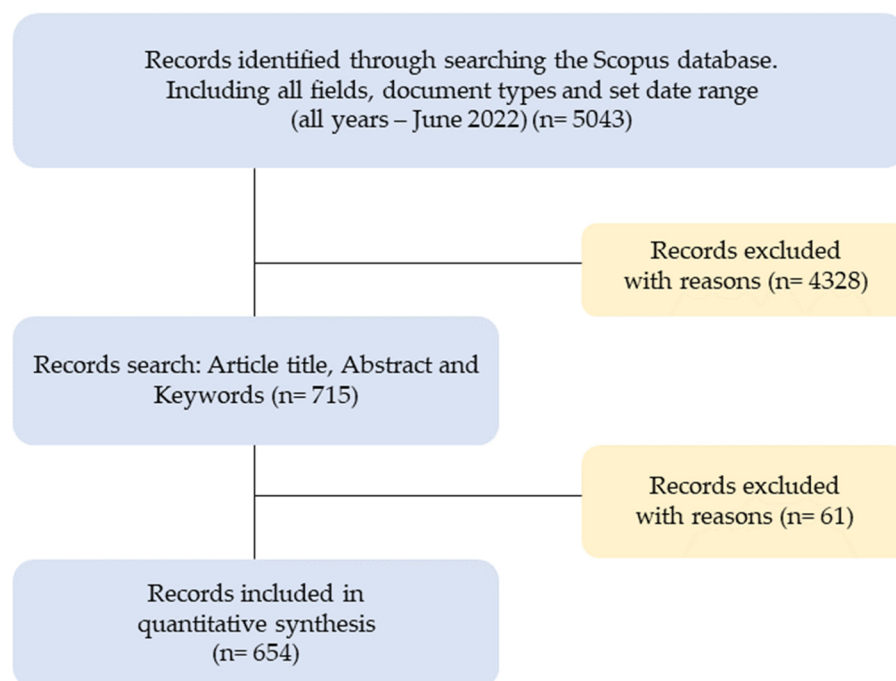 Records identified through searching the Scopus database.
Including all fields, document types and set date range
(all years – June 2022) (n= 5043)
Records excluded
with reasons (n= 4328)
Records search: Article title, Abstract and
Keywords (n= 715)
Records excluded
with reasons (n= 61)
Records included in
quantitative synthesis
(n= 654)